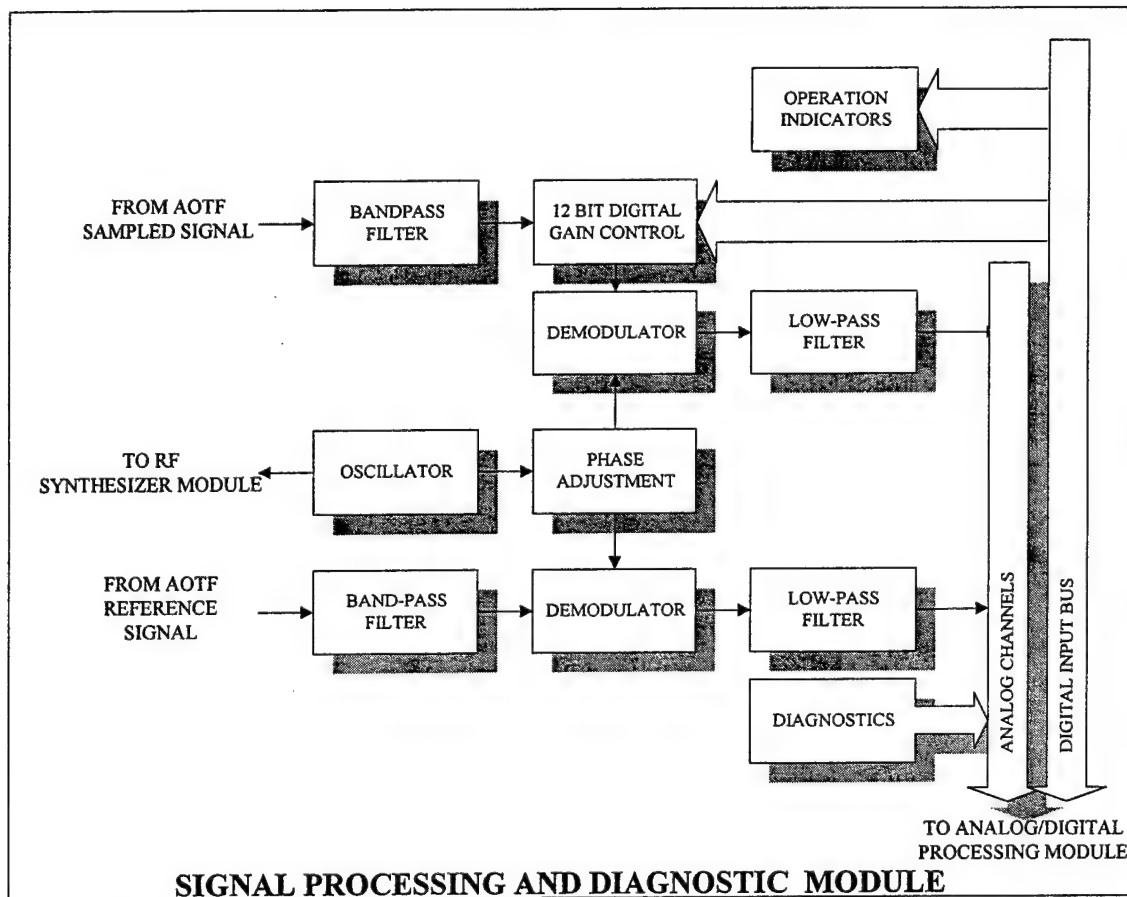 OPERATION
INDICATORS
FROM AOTF
SAMPLED SIGNAL
BANDPASS
FILTER
12 BIT DIGITAL
GAIN CONTROL
DEMODULATOR
LOW-PASS
FILTER
TO RF
SYNTHESIZER MODULE
OSCILLATOR
PHASE
ADJUSTMENT
FROM AOTF
REFERENCE
SIGNAL
BAND-PASS
FILTER
DEMODULATOR
LOW-PASS
FILTER
DIAGNOSTICS
ANALOG CHANNELS
DIGITAL INPUT BUS
TO ANALOG/DIGITAL
PROCESSING MODULE
SIGNAL PROCESSING AND DIAGNOSTIC MODULE